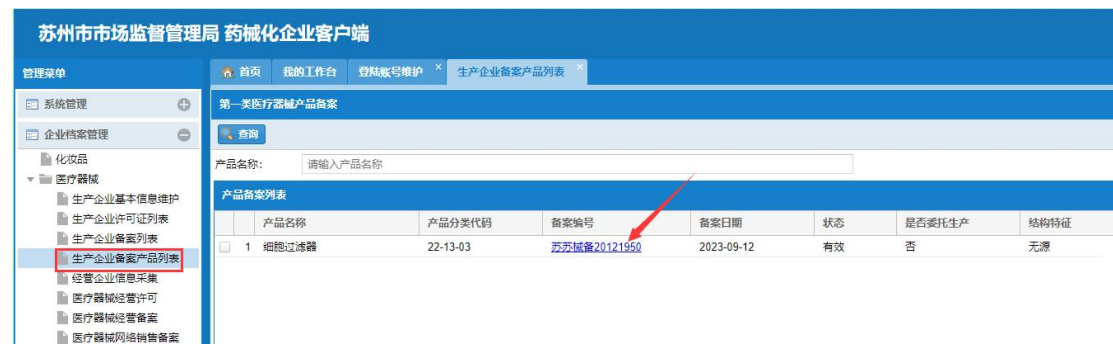 苏州市市场监督管理局 药械化企业客户端
管理菜单
首页 我的工作台 登陆账号维护 × 生产企业备案产品列表 ×
系统管理
第一类医疗器械产品备案
企业档案管理
查询
化妆品
产品名称: 请输入产品名称
医疗器械
生产企业基本信息维护
产品备案列表
生产企业许可证列表
产品名称 产品分类代码 备案编号 备案日期 状态 是否委托生产 结构特征
生产企业备案列表
1 细胞过滤器 22-13-03 苏苏械备20121950 2023-09-12 有效 否 无源
生产企业备案产品列表
经营企业信息采集
医疗器械经营许可
医疗器械经营备案
医疗器械网络销售备案